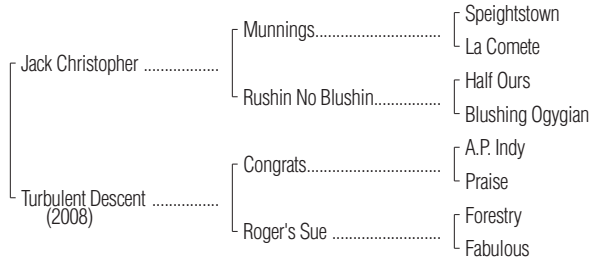 Speightstown
Munnings..............................
La Comete
Jack Christopher ..................
Half Ours
Rushin No Blushin................
Blushing Ogygian
A.P. Indy
Congrats................................
Praise
Turbulent Descent ................
(2008)
Forestry
Roger's Sue ..........................
Fabulous